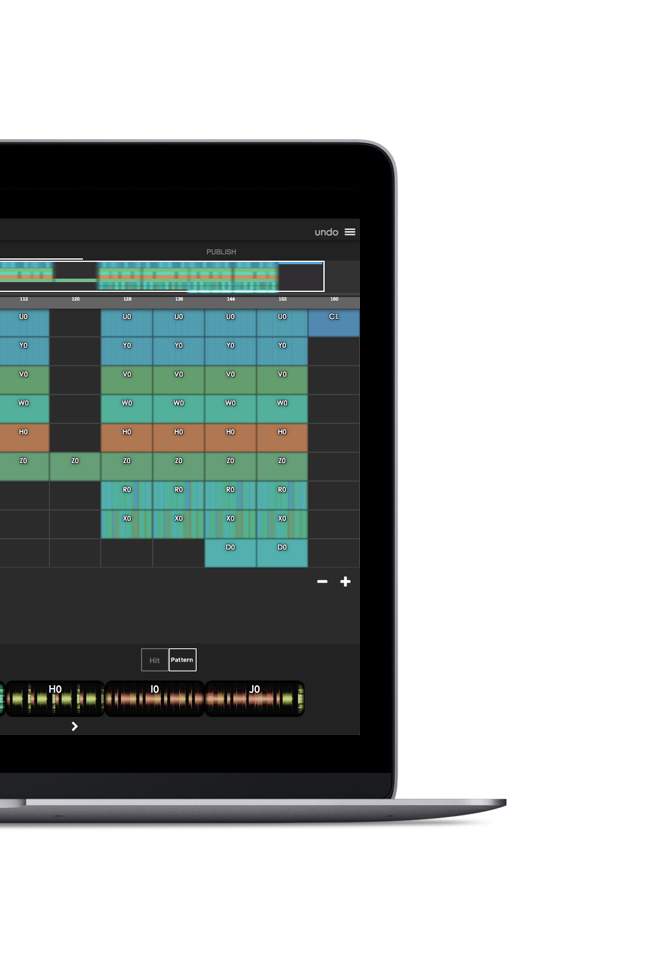 undo
PUBLISH
112 120 128 136 144 152 160
U0 U0 U0 U0 U0 C1
Y0 Y0 Y0 Y0 Y0
V0 V0 V0 V0 V0
W0 W0 W0 W0 W0
H0 H0 H0 H0 H0
Z0 Z0 Z0 Z0 Z0 Z0
R0 R0 R0 R0
X0 X0 X0 X0
D0 D0
Hit Pattern
H0 I0 J0